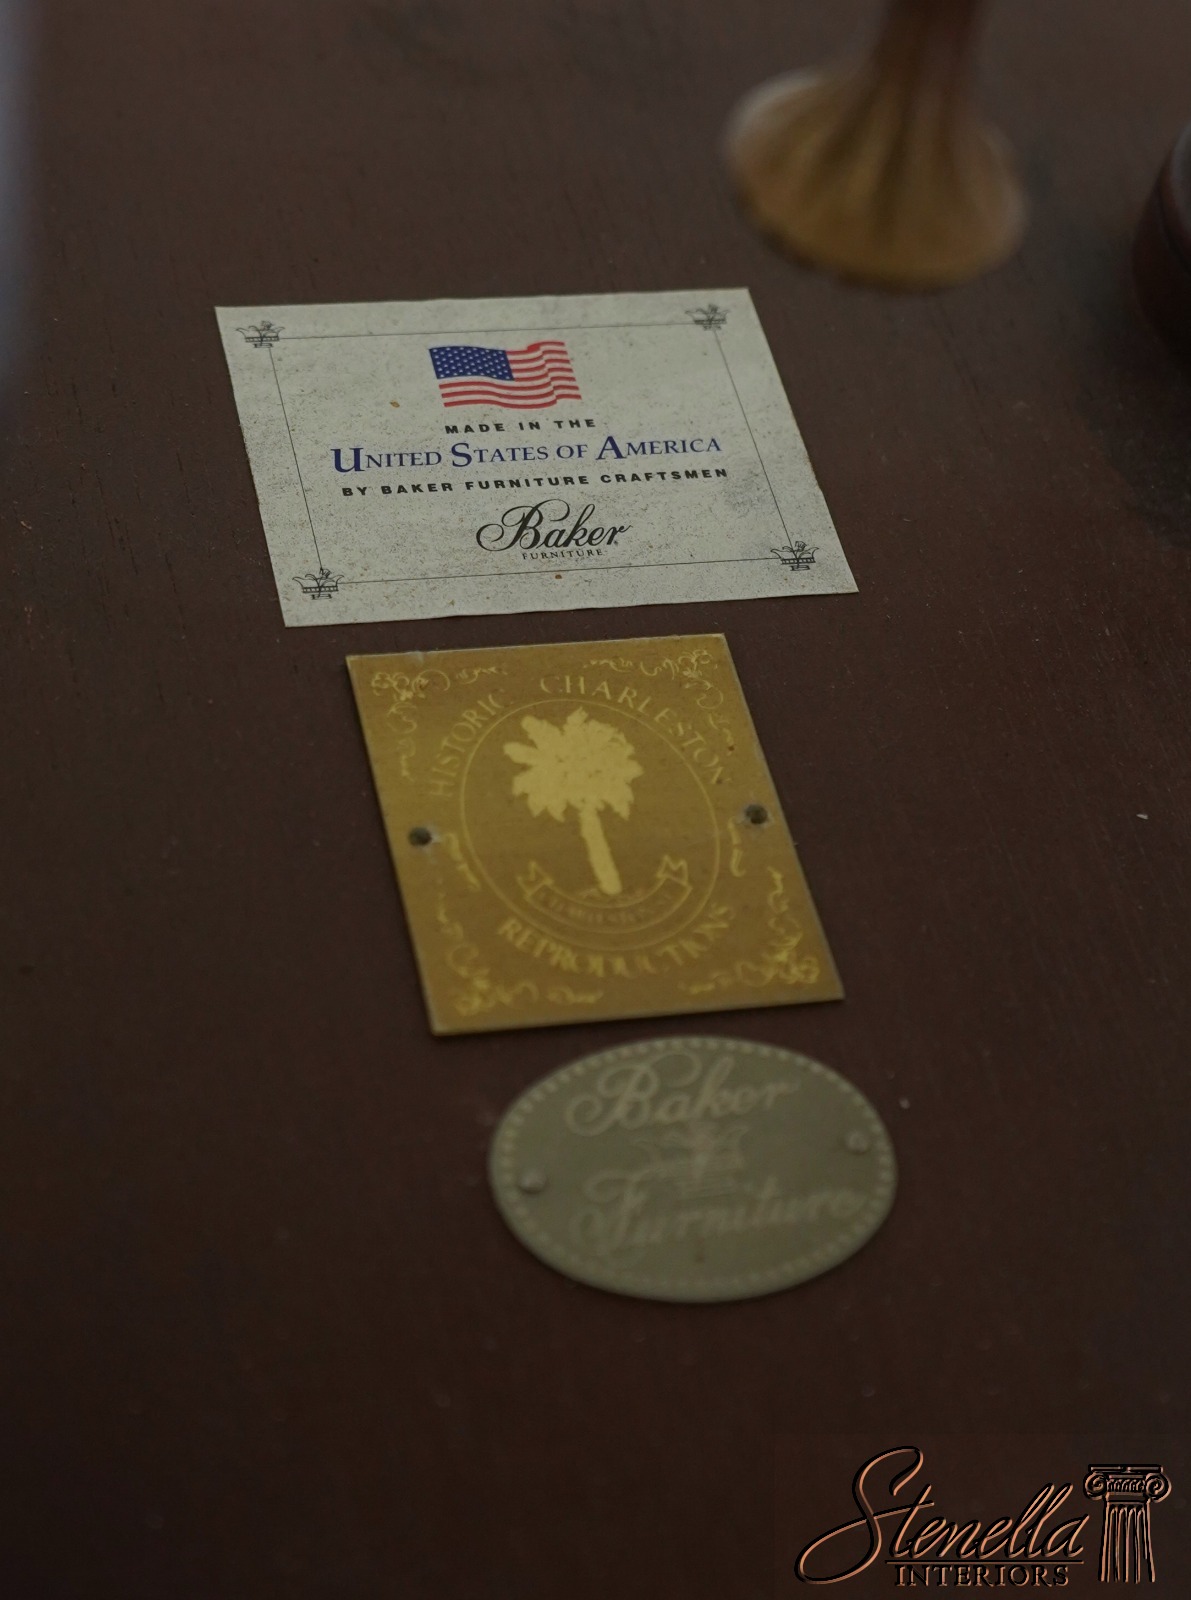 MADE IN THE
UNITED STATES OF AMERICA
BY BAKER FURNITURE CRAFTSMEN
Baker
FURNITURE
HISTORIC CHARLESTON
REPRODUCTIONS
Baker
Furniture
Stenella
INTERIORS